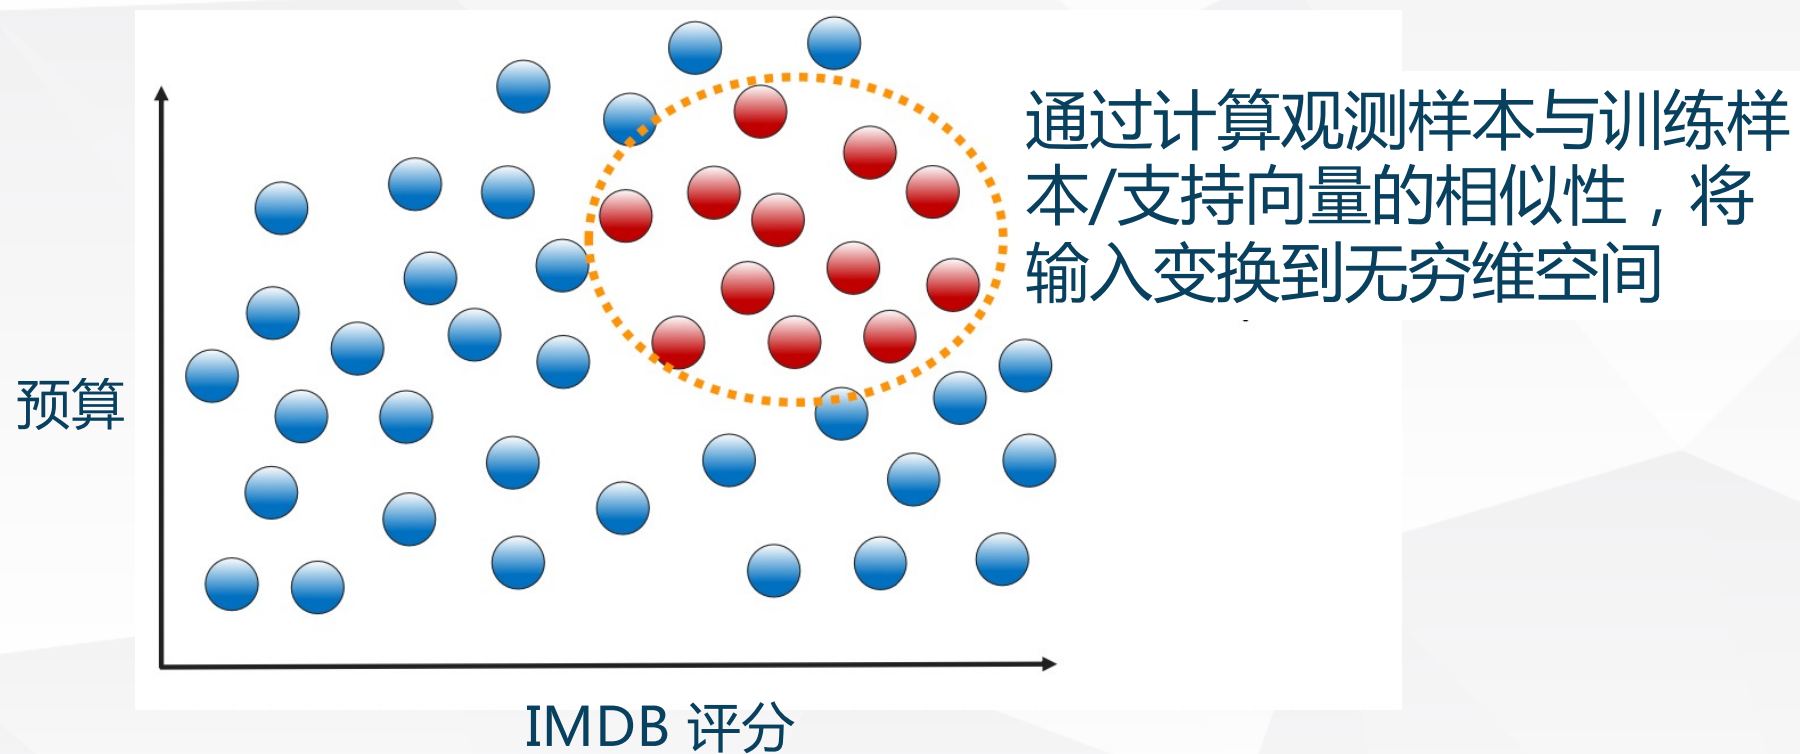 通过计算观测样本与训练样
本/支持向量的相似性，将
输入变换到无穷维空间
预算
IMDB 评分